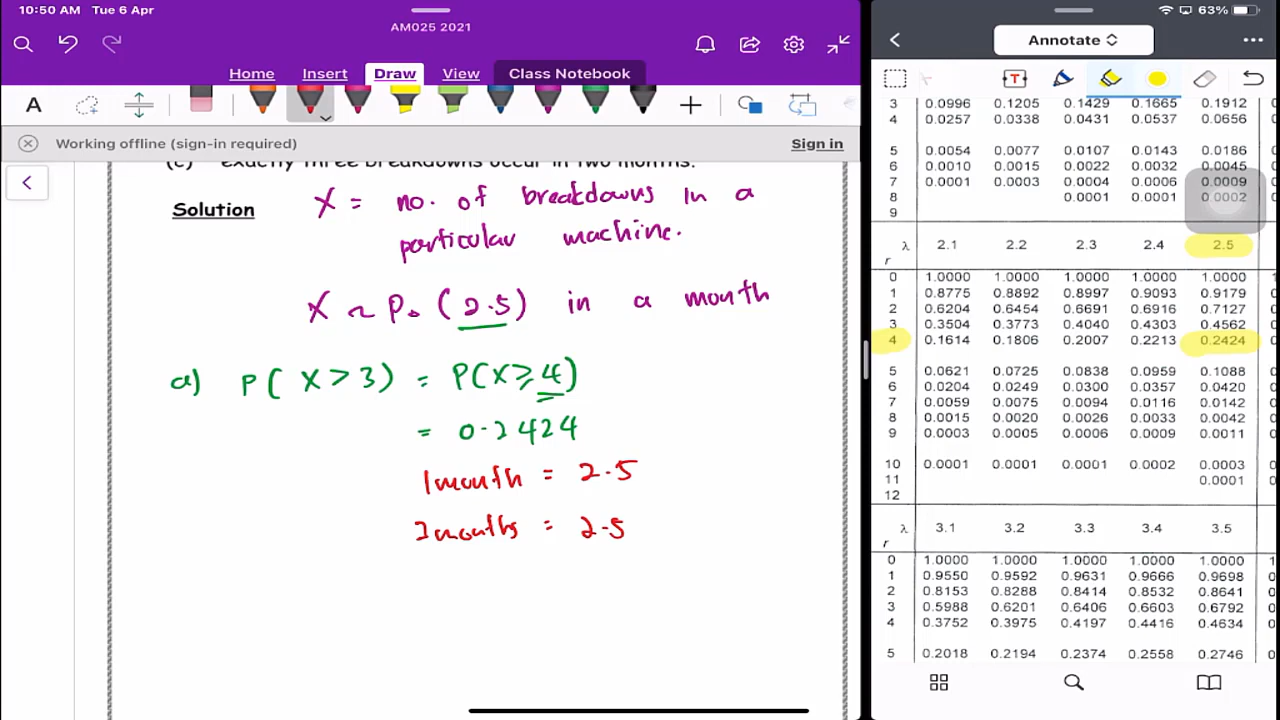 10:50 AM Tue 6 Apr
AM025 2021
Home Insert Draw View Class Notebook
A
Working offline (sign-in required) Sign in
(c) exactly three breakdowns occur in two months.
Solution
X = no. of breakdowns in a
particular machine.
X ~ Po (2.5) in a month
a) P( X > 3) = P(X ≥ 4)
= 0.2424
1 month = 2.5
2 months = 2.5
63%
Annotate
T
3 0.0996 0.1205 0.1429 0.1665 0.1912
4 0.0257 0.0338 0.0431 0.0537 0.0656
5 0.0054 0.0077 0.0107 0.0143 0.0186
6 0.0010 0.0015 0.0022 0.0032 0.0045
7 0.0001 0.0003 0.0004 0.0006 0.0009
8 0.0001 0.0001 0.0002
9
λ 2.1 2.2 2.3 2.4 2.5
r
0 1.0000 1.0000 1.0000 1.0000 1.0000
1 0.8775 0.8892 0.8997 0.9093 0.9179
2 0.6204 0.6454 0.6691 0.6916 0.7127
3 0.3504 0.3773 0.4040 0.4303 0.4562
4 0.1614 0.1806 0.2007 0.2213 0.2424
5 0.0621 0.0725 0.0838 0.0959 0.1088
6 0.0204 0.0249 0.0300 0.0357 0.0420
7 0.0059 0.0075 0.0094 0.0116 0.0142
8 0.0015 0.0020 0.0026 0.0033 0.0042
9 0.0003 0.0005 0.0006 0.0009 0.0011
10 0.0001 0.0001 0.0001 0.0002 0.0003
11 0.0001
12
λ 3.1 3.2 3.3 3.4 3.5
r
0 1.0000 1.0000 1.0000 1.0000 1.0000
1 0.9550 0.9592 0.9631 0.9666 0.9698
2 0.8153 0.8288 0.8414 0.8532 0.8641
3 0.5988 0.6201 0.6406 0.6603 0.6792
4 0.3752 0.3975 0.4197 0.4416 0.4634
5 0.2018 0.2194 0.2374 0.2558 0.2746